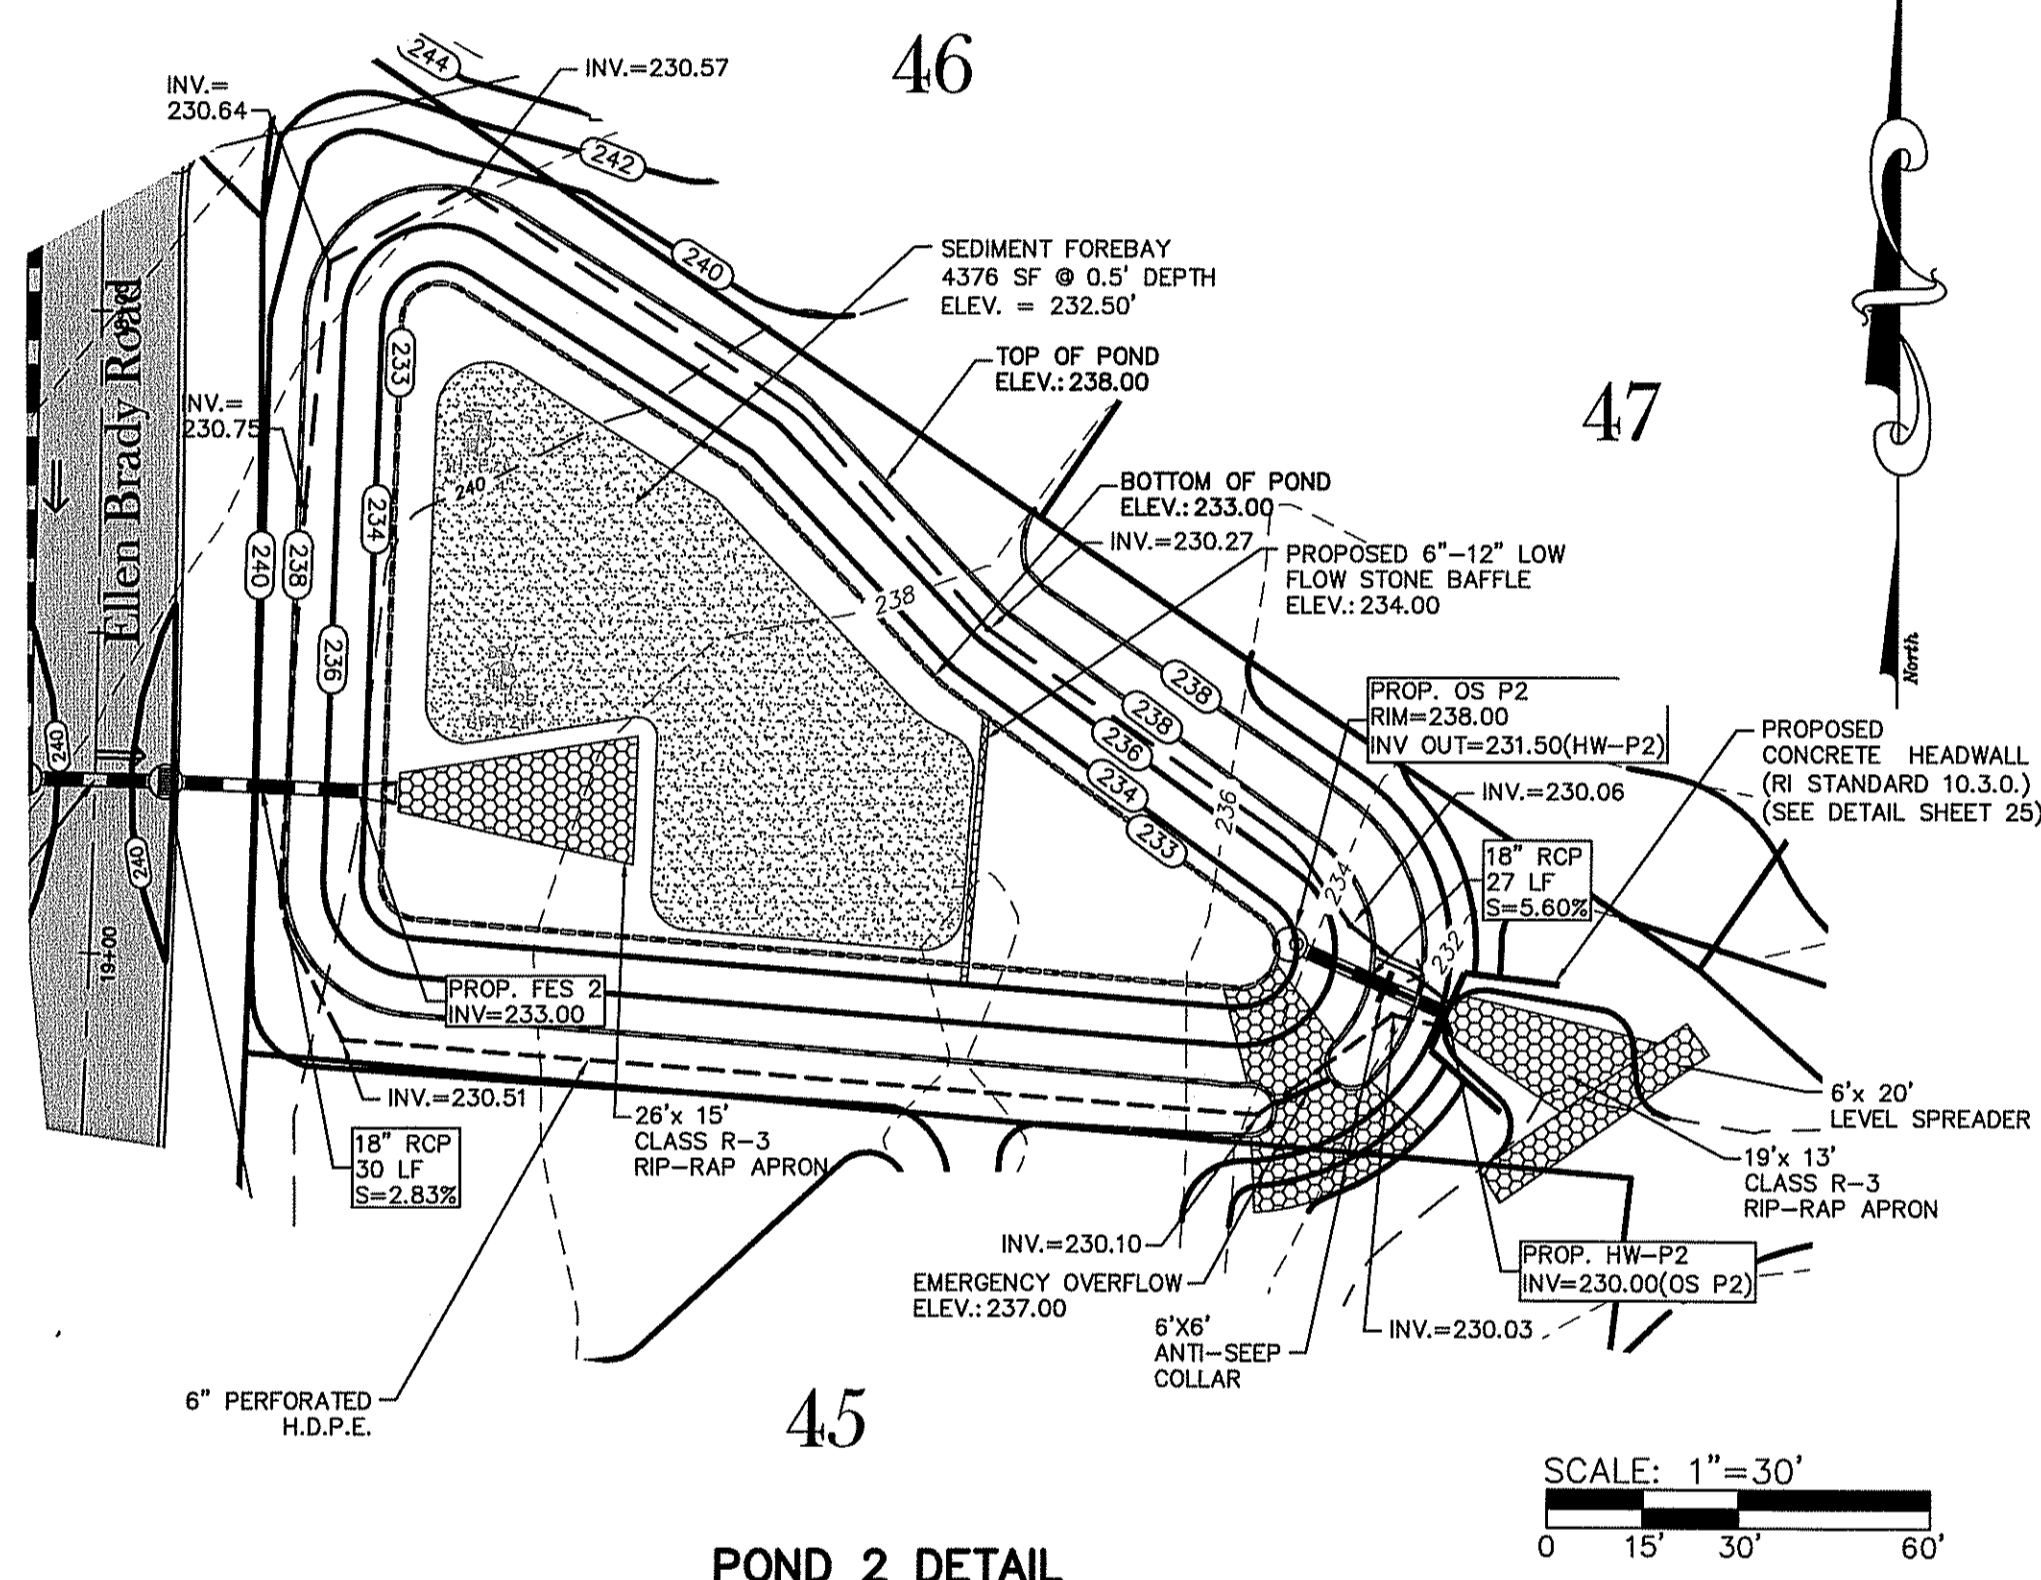 46
244
INV.=230.57
INV.=
230.64
242
SEDIMENT FOREBAY
4376 SF @ 0.5' DEPTH
ELEV. = 232.50'
240
TOP OF POND
ELEV.: 238.00
233
47
INV.=
230.75
240
BOTTOM OF POND
ELEV.: 233.00
INV.=230.27
PROPOSED 6"-12" LOW
FLOW STONE BAFFLE
ELEV.: 234.00
Ellen Brady Road
234
240
238
238
236
North
238
238
236
234
233
236
234
232
PROP. OS P2
RIM=238.00
INV OUT=231.50(HW-P2)
PROPOSED
CONCRETE HEADWALL
(RI STANDARD 10.3.0.)
(SEE DETAIL SHEET 25)
INV.=230.06
18" RCP
27 LF
S=5.60%
240
240
19+00
PROP. FES 2
INV=233.00
INV.=230.51
18" RCP
30 LF
S=2.83%
26'x 15'
CLASS R-3
RIP-RAP APRON
6'x 20'
LEVEL SPREADER
19'x 13'
CLASS R-3
RIP-RAP APRON
INV.=230.10
EMERGENCY OVERFLOW
ELEV.: 237.00
PROP. HW-P2
INV=230.00(OS P2)
6'X6'
ANTI-SEEP
COLLAR
INV.=230.03
6" PERFORATED
H.D.P.E.
45
SCALE: 1"=30'
0 15' 30' 60'
POND 2 DETAIL